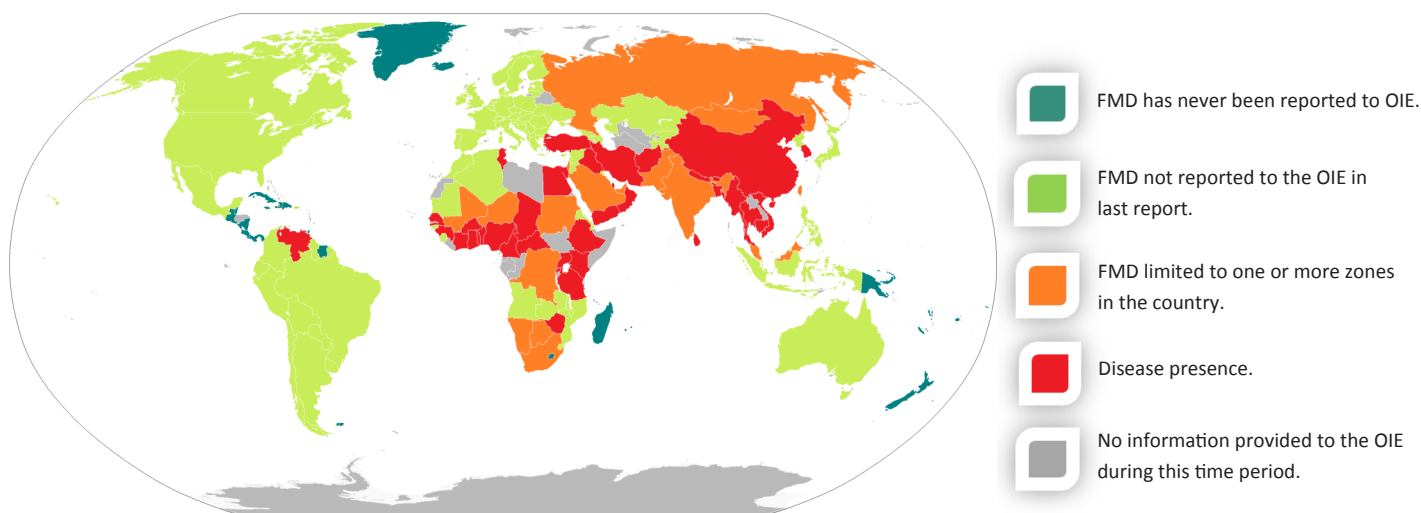 FMD has never been reported to OIE.
FMD not reported to the OIE in
last report.
FMD limited to one or more zones
in the country.
Disease presence.
No information provided to the OIE
during this time period.